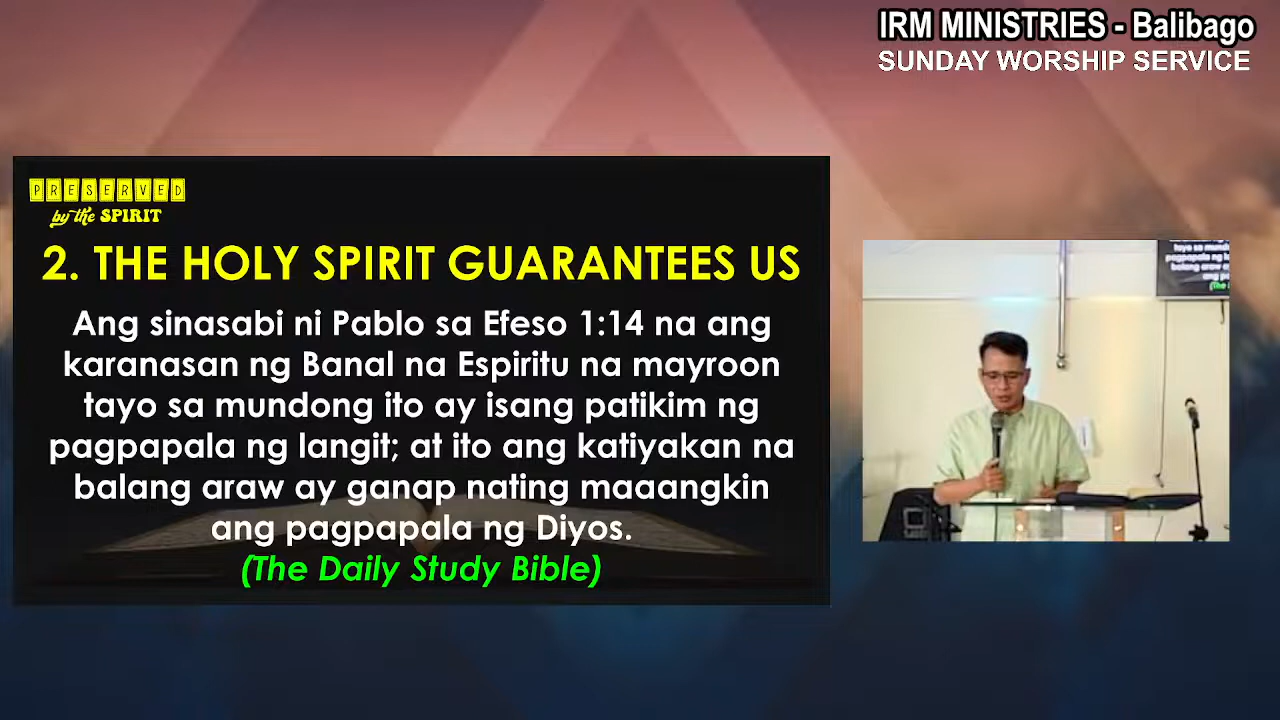 IRM MINISTRIES - Balibago
SUNDAY WORSHIP SERVICE
PRESERVED
by the SPIRIT
2. THE HOLY SPIRIT GUARANTEES US
Ang sinasabi ni Pablo sa Efeso 1:14 na ang
karanasan ng Banal na Espiritu na mayroon
tayo sa mundong ito ay isang patikim ng
pagpapala ng langit; at ito ang katiyakan na
balang araw ay ganap nating maaangkin
ang pagpapala ng Diyos.
(The Daily Study Bible)